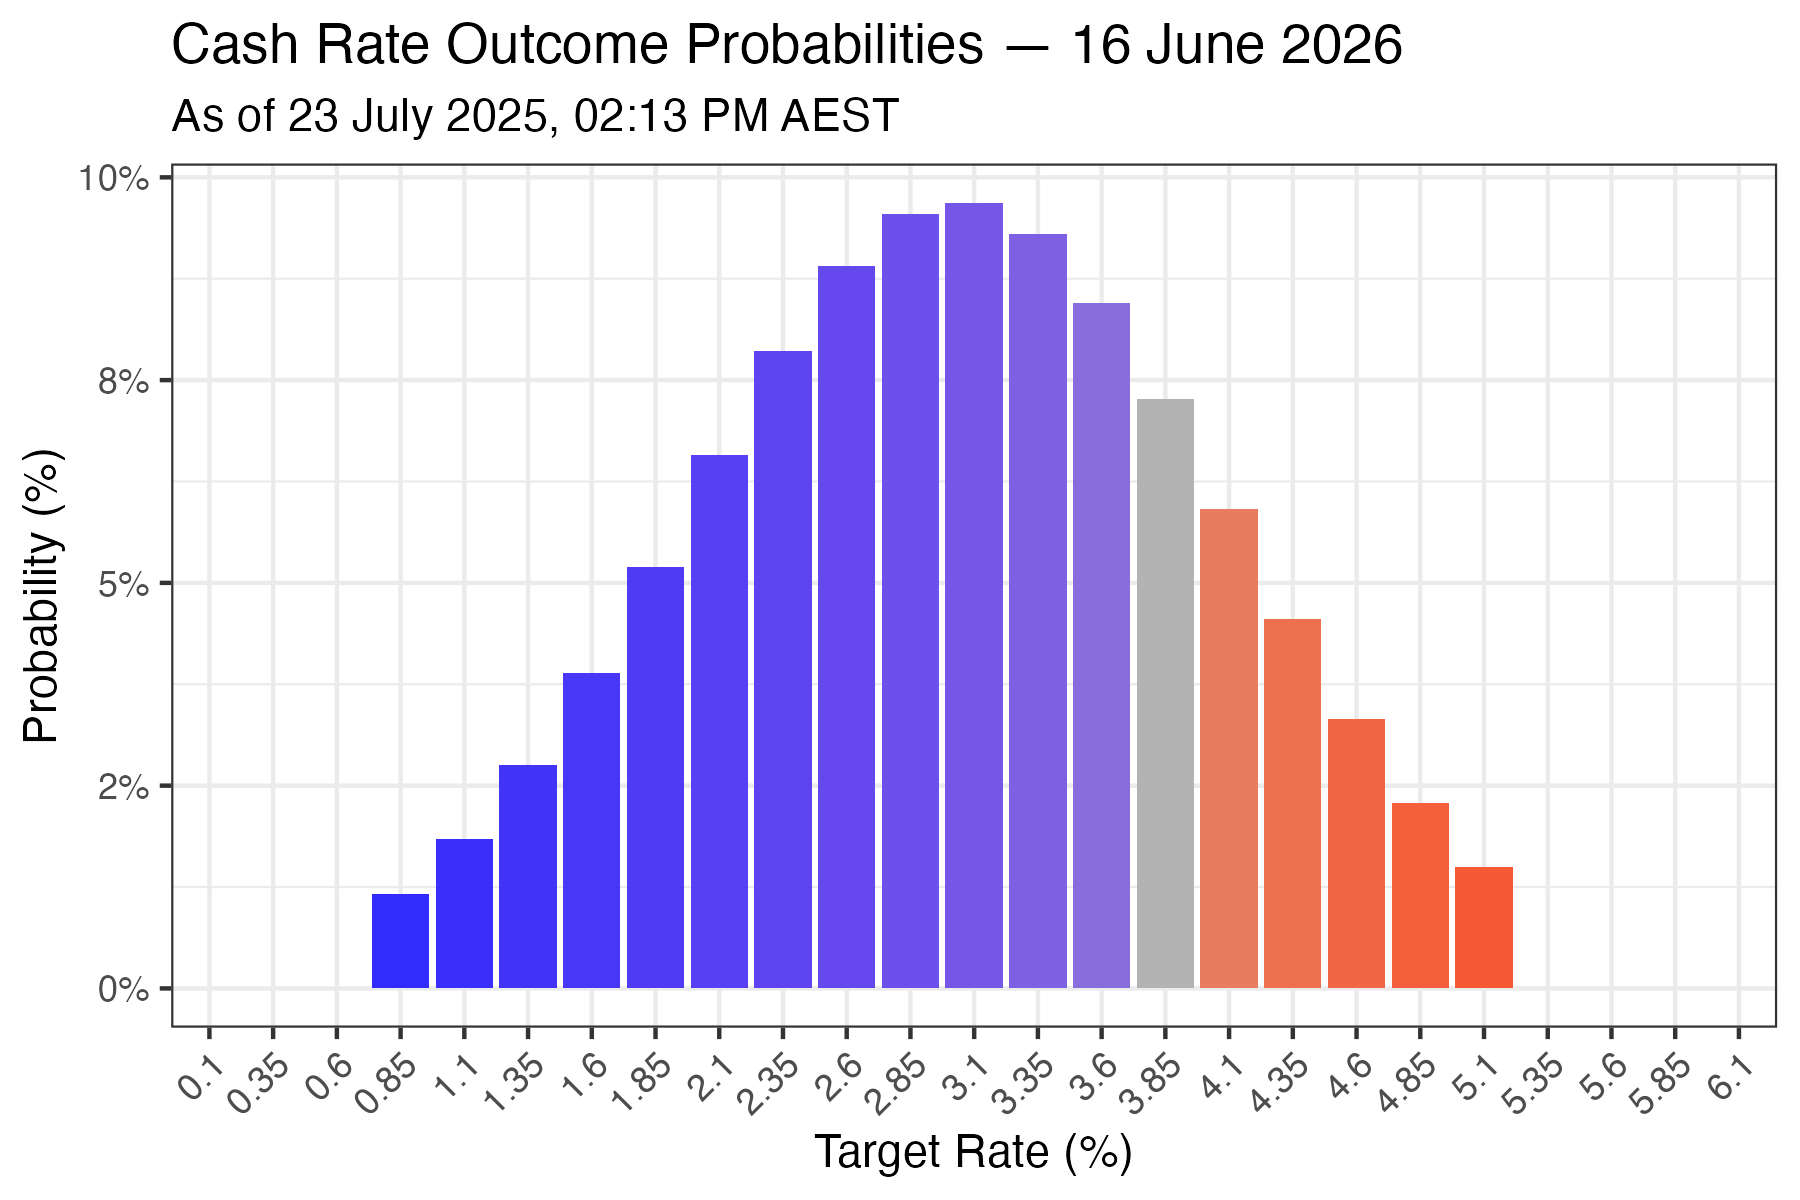 Cash Rate Outcome Probabilities — 16 June 2026
As of 23 July 2025, 02:13 PM AEST
Probability (%)
10%
8%
5%
2%
0%
0.1 0.35 0.6 0.85 1.1 1.35 1.6 1.85 2.1 2.35 2.6 2.85 3.1 3.35 3.6 3.85 4.1 4.35 4.6 4.85 5.1 5.35 5.6 5.85 6.1
Target Rate (%)